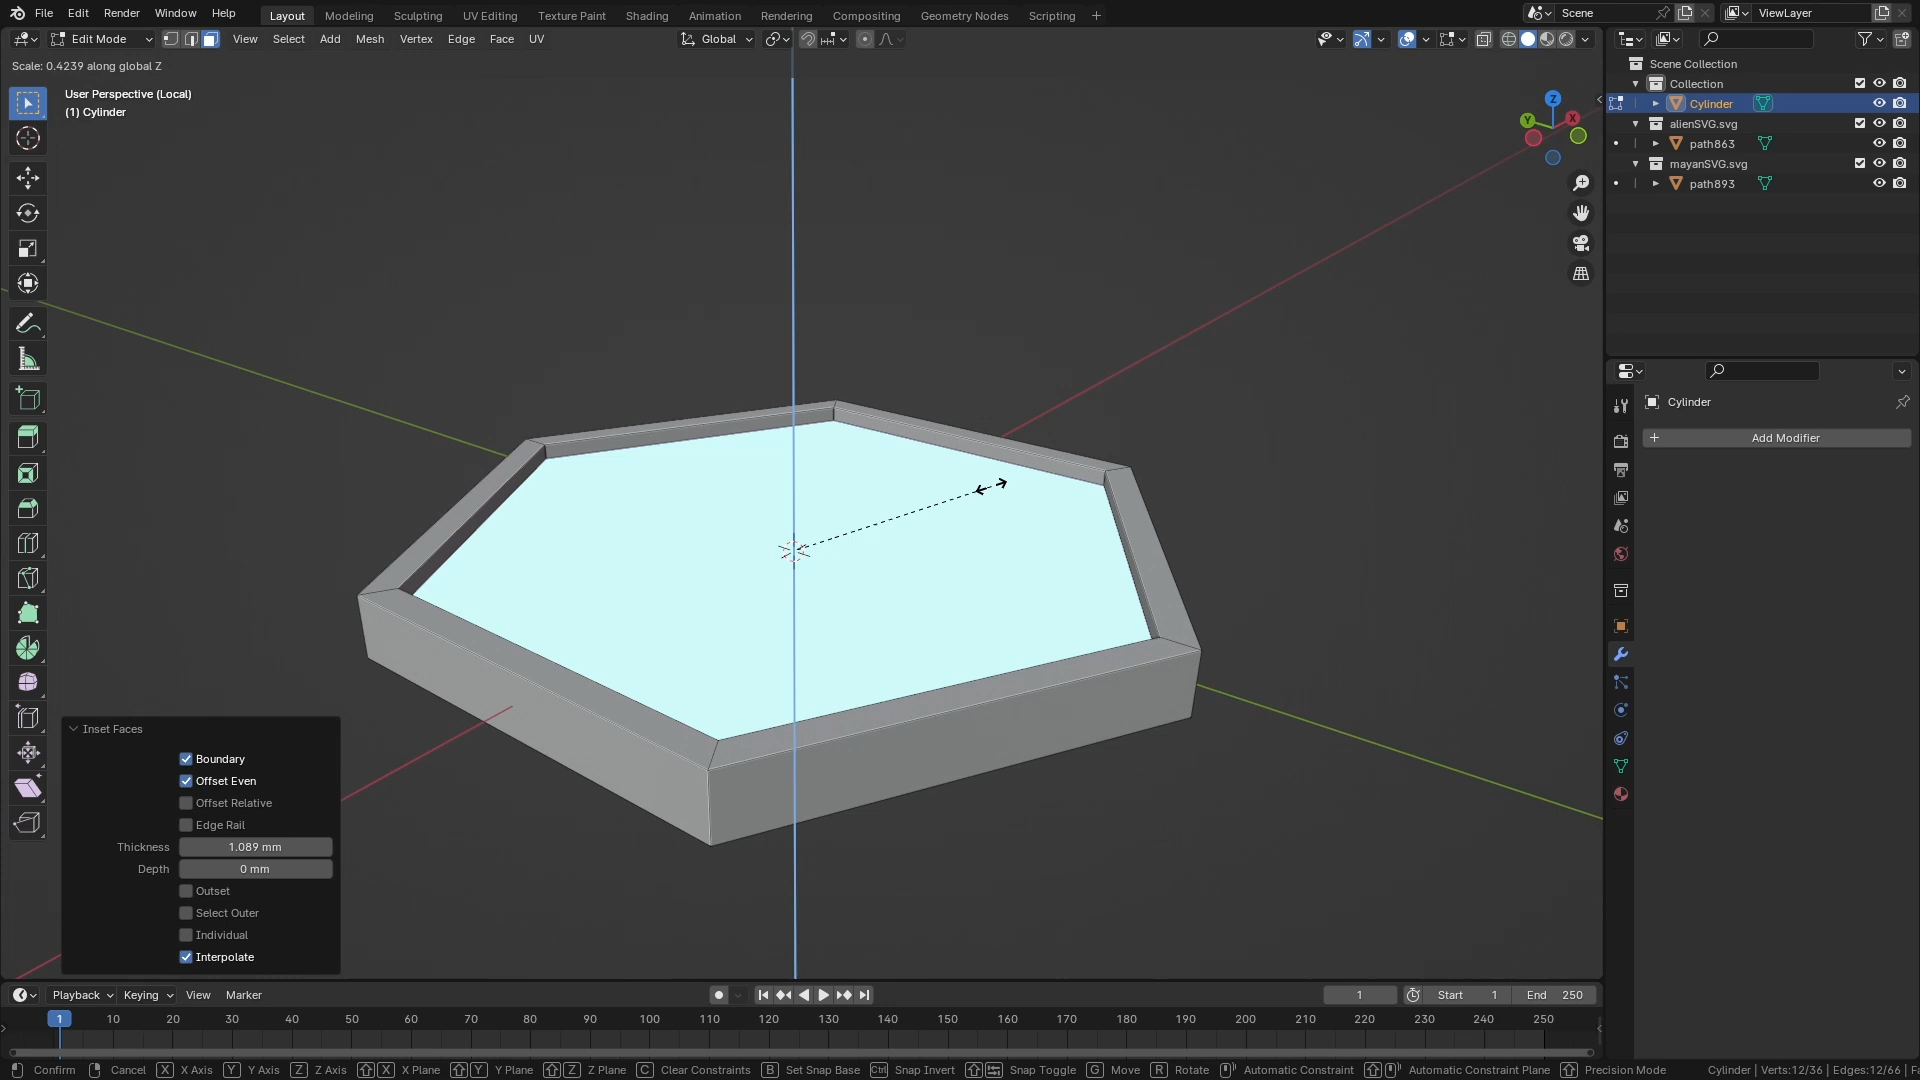 File Edit Render Window Help Layout Modeling Sculpting UV Editing Texture Paint Shading Animation Rendering Compositing Geometry Nodes Scripting + Scene ViewLayer
Edit Mode View Select Add Mesh Vertex Edge Face UV Global
Scale: 0.4239 along global Z
User Perspective (Local)
(1) Cylinder
Z
Y
X
Scene Collection
Collection
Cylinder
alienSVG.svg
path863
mayanSVG.svg
path893
Cylinder
+ Add Modifier
Inset Faces
Boundary
Offset Even
Offset Relative
Edge Rail
Thickness 1.089 mm
Depth 0 mm
Outset
Select Outer
Individual
Interpolate
Playback Keying View Marker 1 Start 1 End 250
1 10 20 30 40 50 60 70 80 90 100 110 120 130 140 150 160 170 180 190 200 210 220 230 240 250
Confirm Cancel X X Axis Y Y Axis Z Z Axis X X Plane Y Y Plane Z Z Plane C Clear Constraints B Set Snap Base Ctrl Snap Invert Snap Toggle G Move R Rotate Automatic Constraint Automatic Constraint Plane Precision Mode Cylinder | Verts:12/36 | Edges:12/66 |